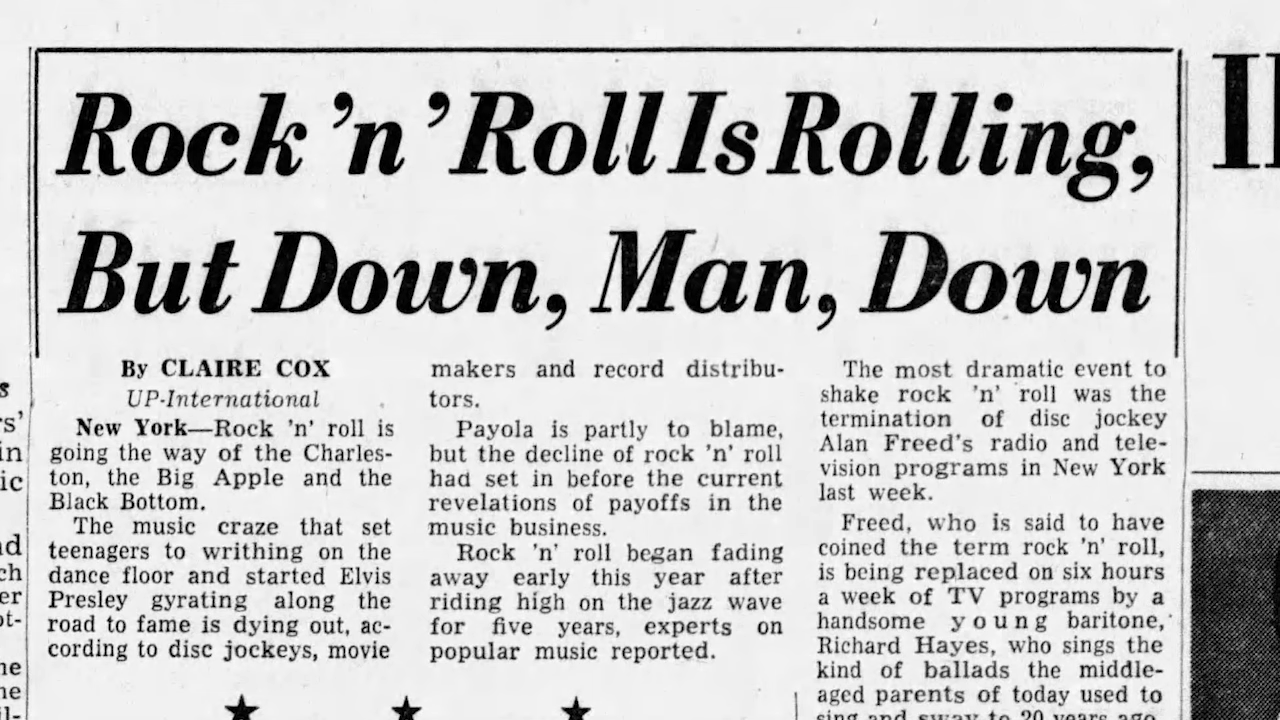 Rock 'n 'Roll Is Rolling,
But Down, Man, Down
By CLAIRE COX
UP-International
New York—Rock 'n' roll is
going the way of the Charles-
ton, the Big Apple and the
Black Bottom.
The music craze that set
teenagers to writhing on the
dance floor and started Elvis
Presley gyrating along the
road to fame is dying out, ac-
cording to disc jockeys, movie
makers and record distribu-
tors.
Payola is partly to blame,
but the decline of rock 'n' roll
had set in before the current
revelations of payoffs in the
music business.
Rock 'n' roll began fading
away early this year after
riding high on the jazz wave
for five years, experts on
popular music reported.
The most dramatic event to
shake rock 'n' roll was the
termination of disc jockey
Alan Freed's radio and tele-
vision programs in New York
last week.
Freed, who is said to have
coined the term rock 'n' roll,
is being replaced on six hours
a week of TV programs by a
handsome young baritone,
Richard Hayes, who sings the
kind of ballads the middle-
aged parents of today used to
sing and sway to 20 years ago